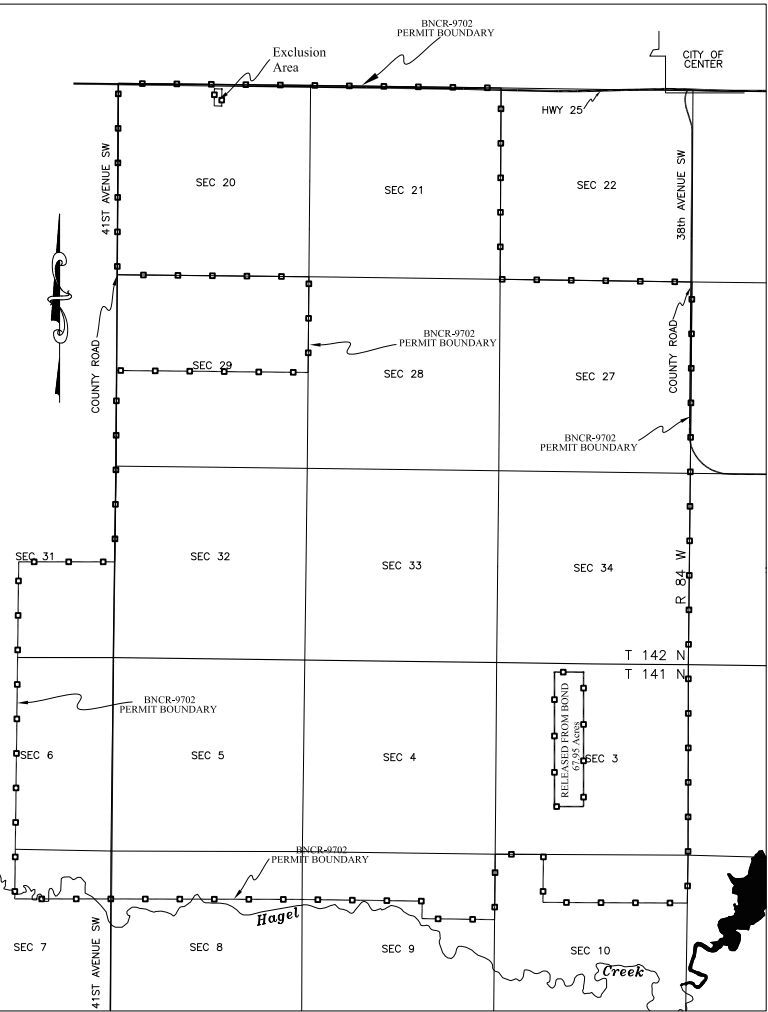 BNCR-9702
PERMIT BOUNDARY
Exclusion
Area
CITY OF
CENTER
HWY 25
41ST AVENUE SW
38th AVENUE SW
SEC 20
SEC 21
SEC 22
COUNTY ROAD
BNCR-9702
PERMIT BOUNDARY
COUNTY ROAD
SEC 29
SEC 28
SEC 27
BNCR-9702
PERMIT BOUNDARY
SEC 31
SEC 32
SEC 33
SEC 34
R 84 W
T 142 N
T 141 N
BNCR-9702
PERMIT BOUNDARY
RELEASED FROM BOND
67.95 Acres
SEC 6
SEC 5
SEC 4
SEC 3
BNCR-9702
PERMIT BOUNDARY
Hagel
41ST AVENUE SW
SEC 7
SEC 8
SEC 9
SEC 10
Creek